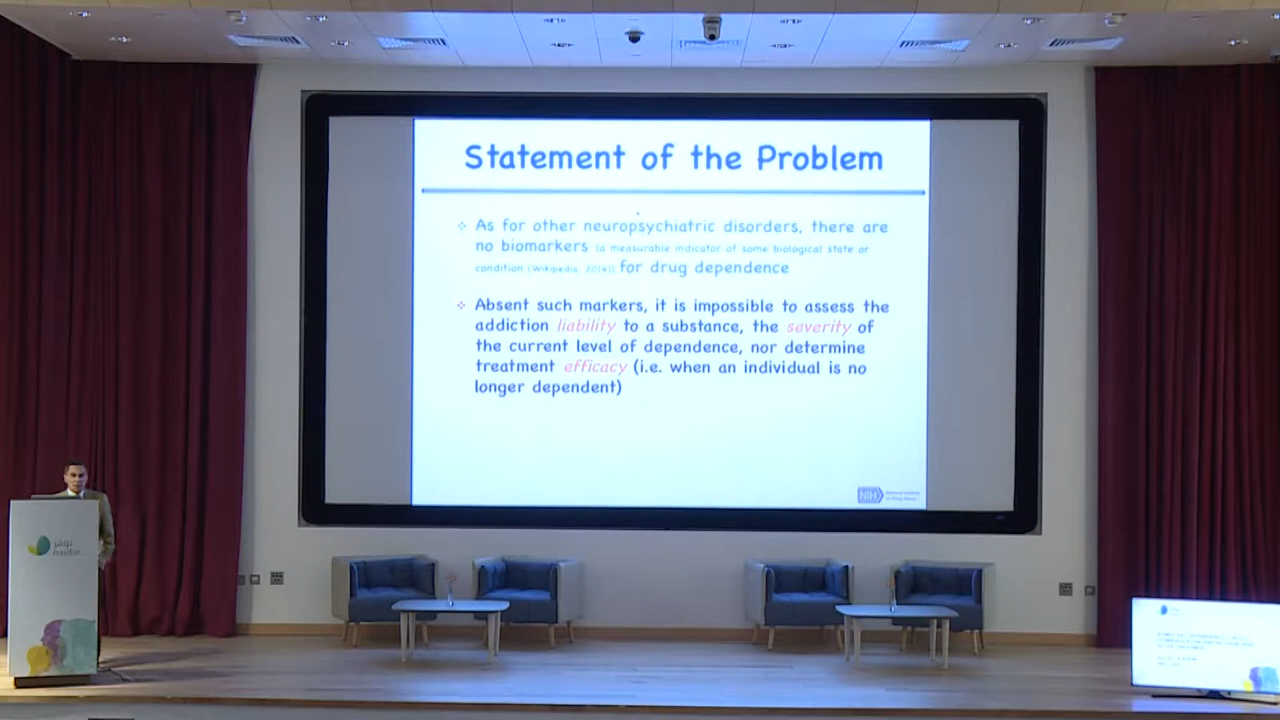 Statement of the Problem
As for other neuropsychiatric disorders, there are
no biomarkers (a measurable indicator of some biological state or
condition (Wikipedia, 2014)) for drug dependence
Absent such markers, it is impossible to assess the
addiction liability to a substance, the severity of
the current level of dependence, nor determine
treatment efficacy (i.e. when an individual is no
longer dependent)
NIH
نوفر
naufar.